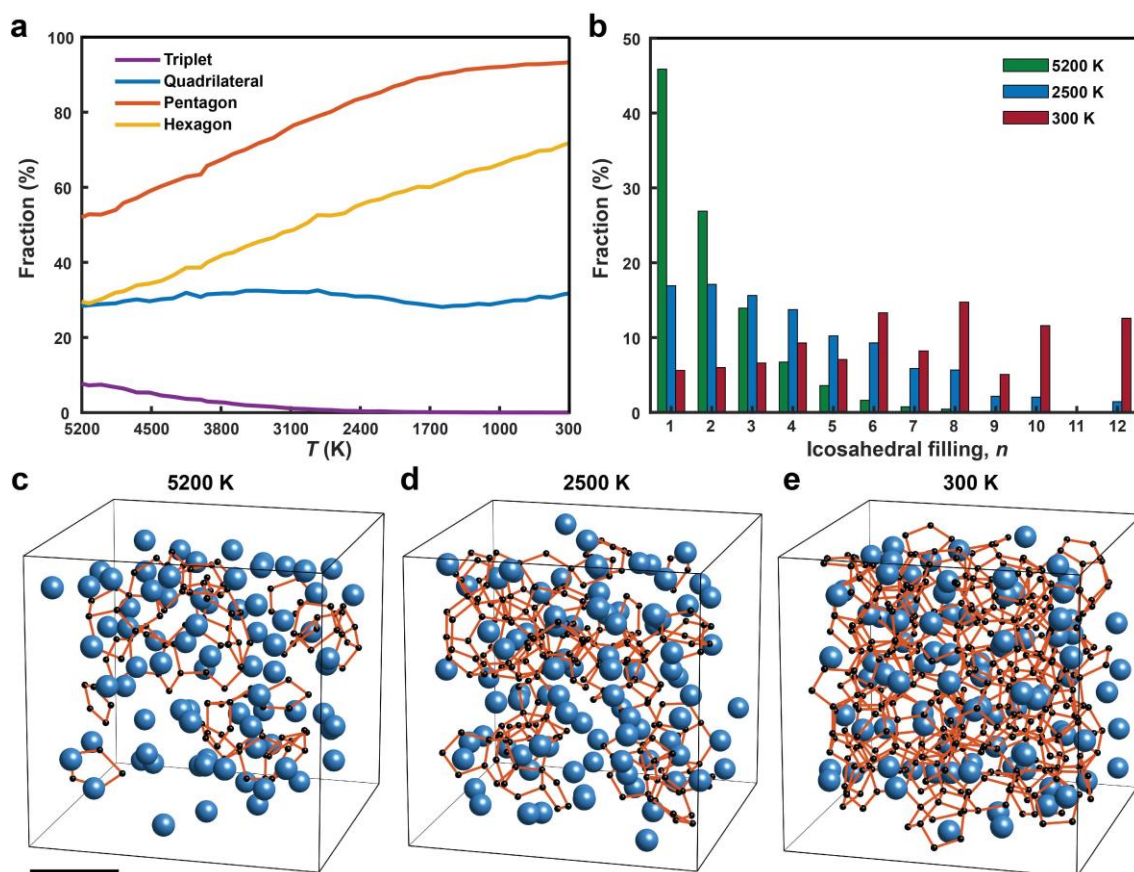 a
100
80
60
40
20
0
Fraction (%)
Triplet
Quadrilateral
Pentagon
Hexagon
5200 4500 3800 3100 2400 1700 1000 300
T (K)
b
50
40
30
20
10
0
Fraction (%)
5200 K
2500 K
300 K
1 2 3 4 5 6 7 8 9 10 11 12
Icosahedral filling, n
c
5200 K
d
2500 K
e
300 K